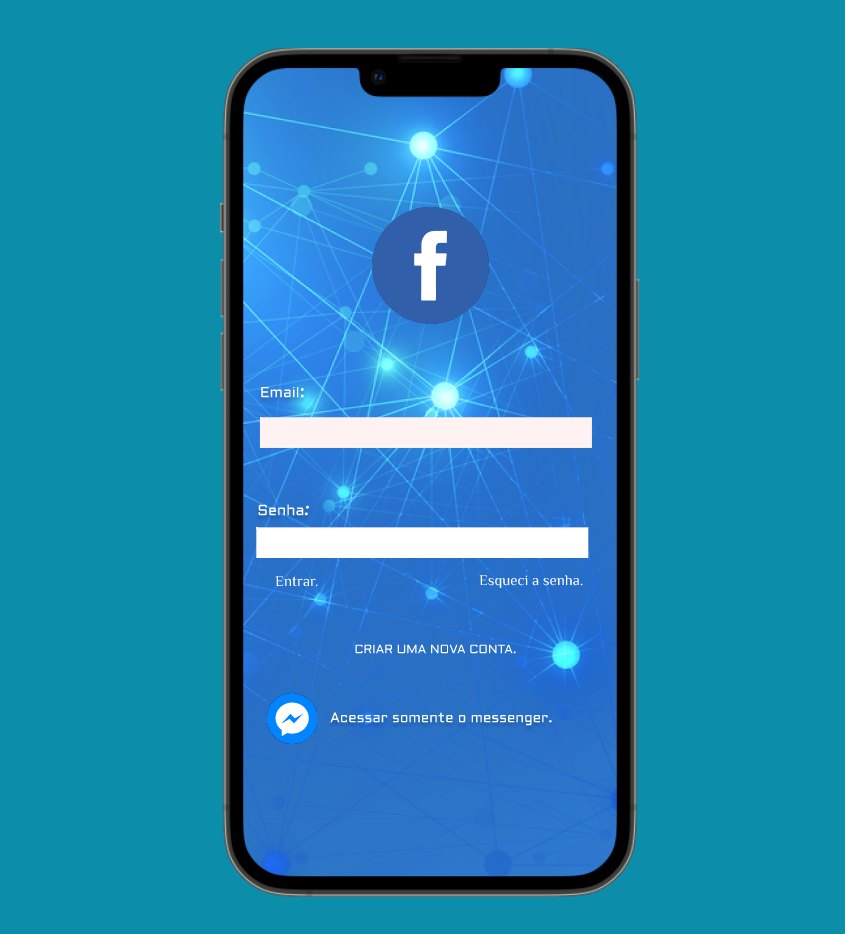 f
Email:
Senha:
Entrar.
Esqueci a senha.
CRIAR UMA NOVA CONTA.
Acessar somente o messenger.